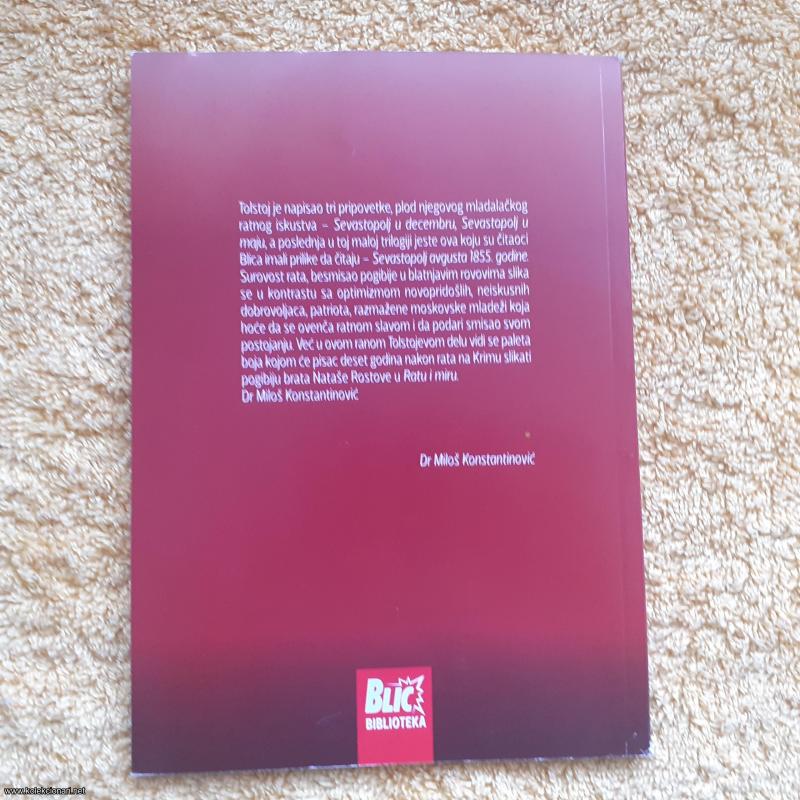 Tolstoj je napisao tri pripovetke, plod njegovog mladalačkog
ratnog iskustva – Sevastopolj u decembru, Sevastopolj u
maju, a poslednja u toj maloj trilogiji jeste ova koju su čitaoci
Blica imali prilike da čitaju – Sevastopolj avgusta 1855. godine.
Surovost rata, besmisao pogibije u blatnjavim rovovima slika
se u kontrastu sa optimizmom novopridošlih, neiskusnih
dobrovoljaca, patriota, razmažene moskovske mladeži koja
hoće da se ovenča ratnom slavom i da podari smisao svom
postojanju. Već u ovom ranom Tolstojevom delu vidi se paleta
boja kojom će pisac deset godina nakon rata na Krimu slikati
pogibiju brata Nataše Rostove u Ratu i miru.
Dr Miloš Konstantinović
Dr Miloš Konstantinović
BLIC
BIBLIOTEKA
www.kolekcionari.net